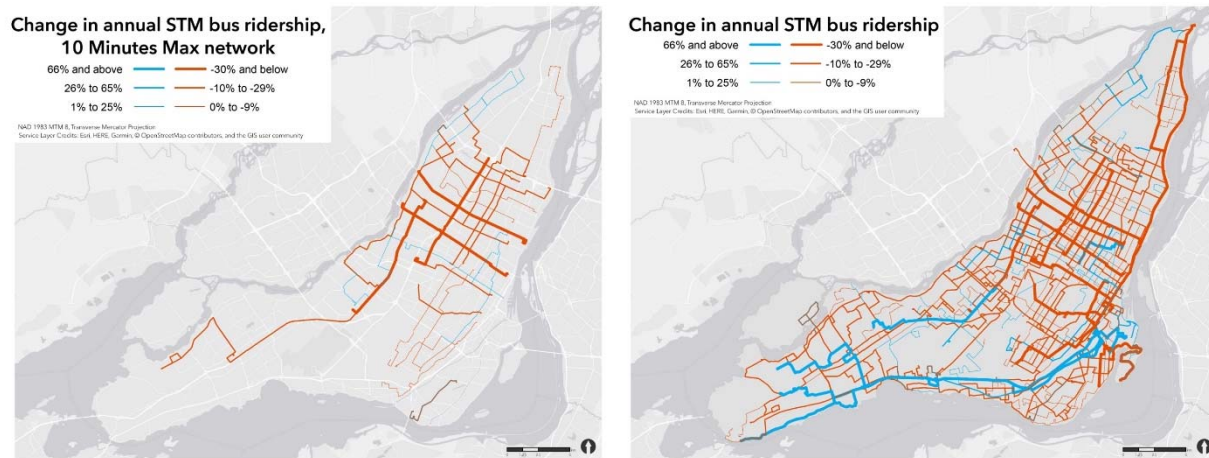 Change in annual STM bus ridership,
10 Minutes Max network
66% and above -30% and below
26% to 65% -10% to -29%
1% to 25% 0% to -9%
NAD 1983 MTM 8, Transverse Mercator Projection
Service Layer Credits: Esri, HERE, Garmin, © OpenStreetMap contributors, and the GIS user community
Change in annual STM bus ridership
66% and above -30% and below
26% to 65% -10% to -29%
1% to 25% 0% to -9%
NAD 1983 MTM 8, Transverse Mercator Projection
Service Layer Credits: Esri, HERE, Garmin, © OpenStreetMap contributors, and the GIS user community